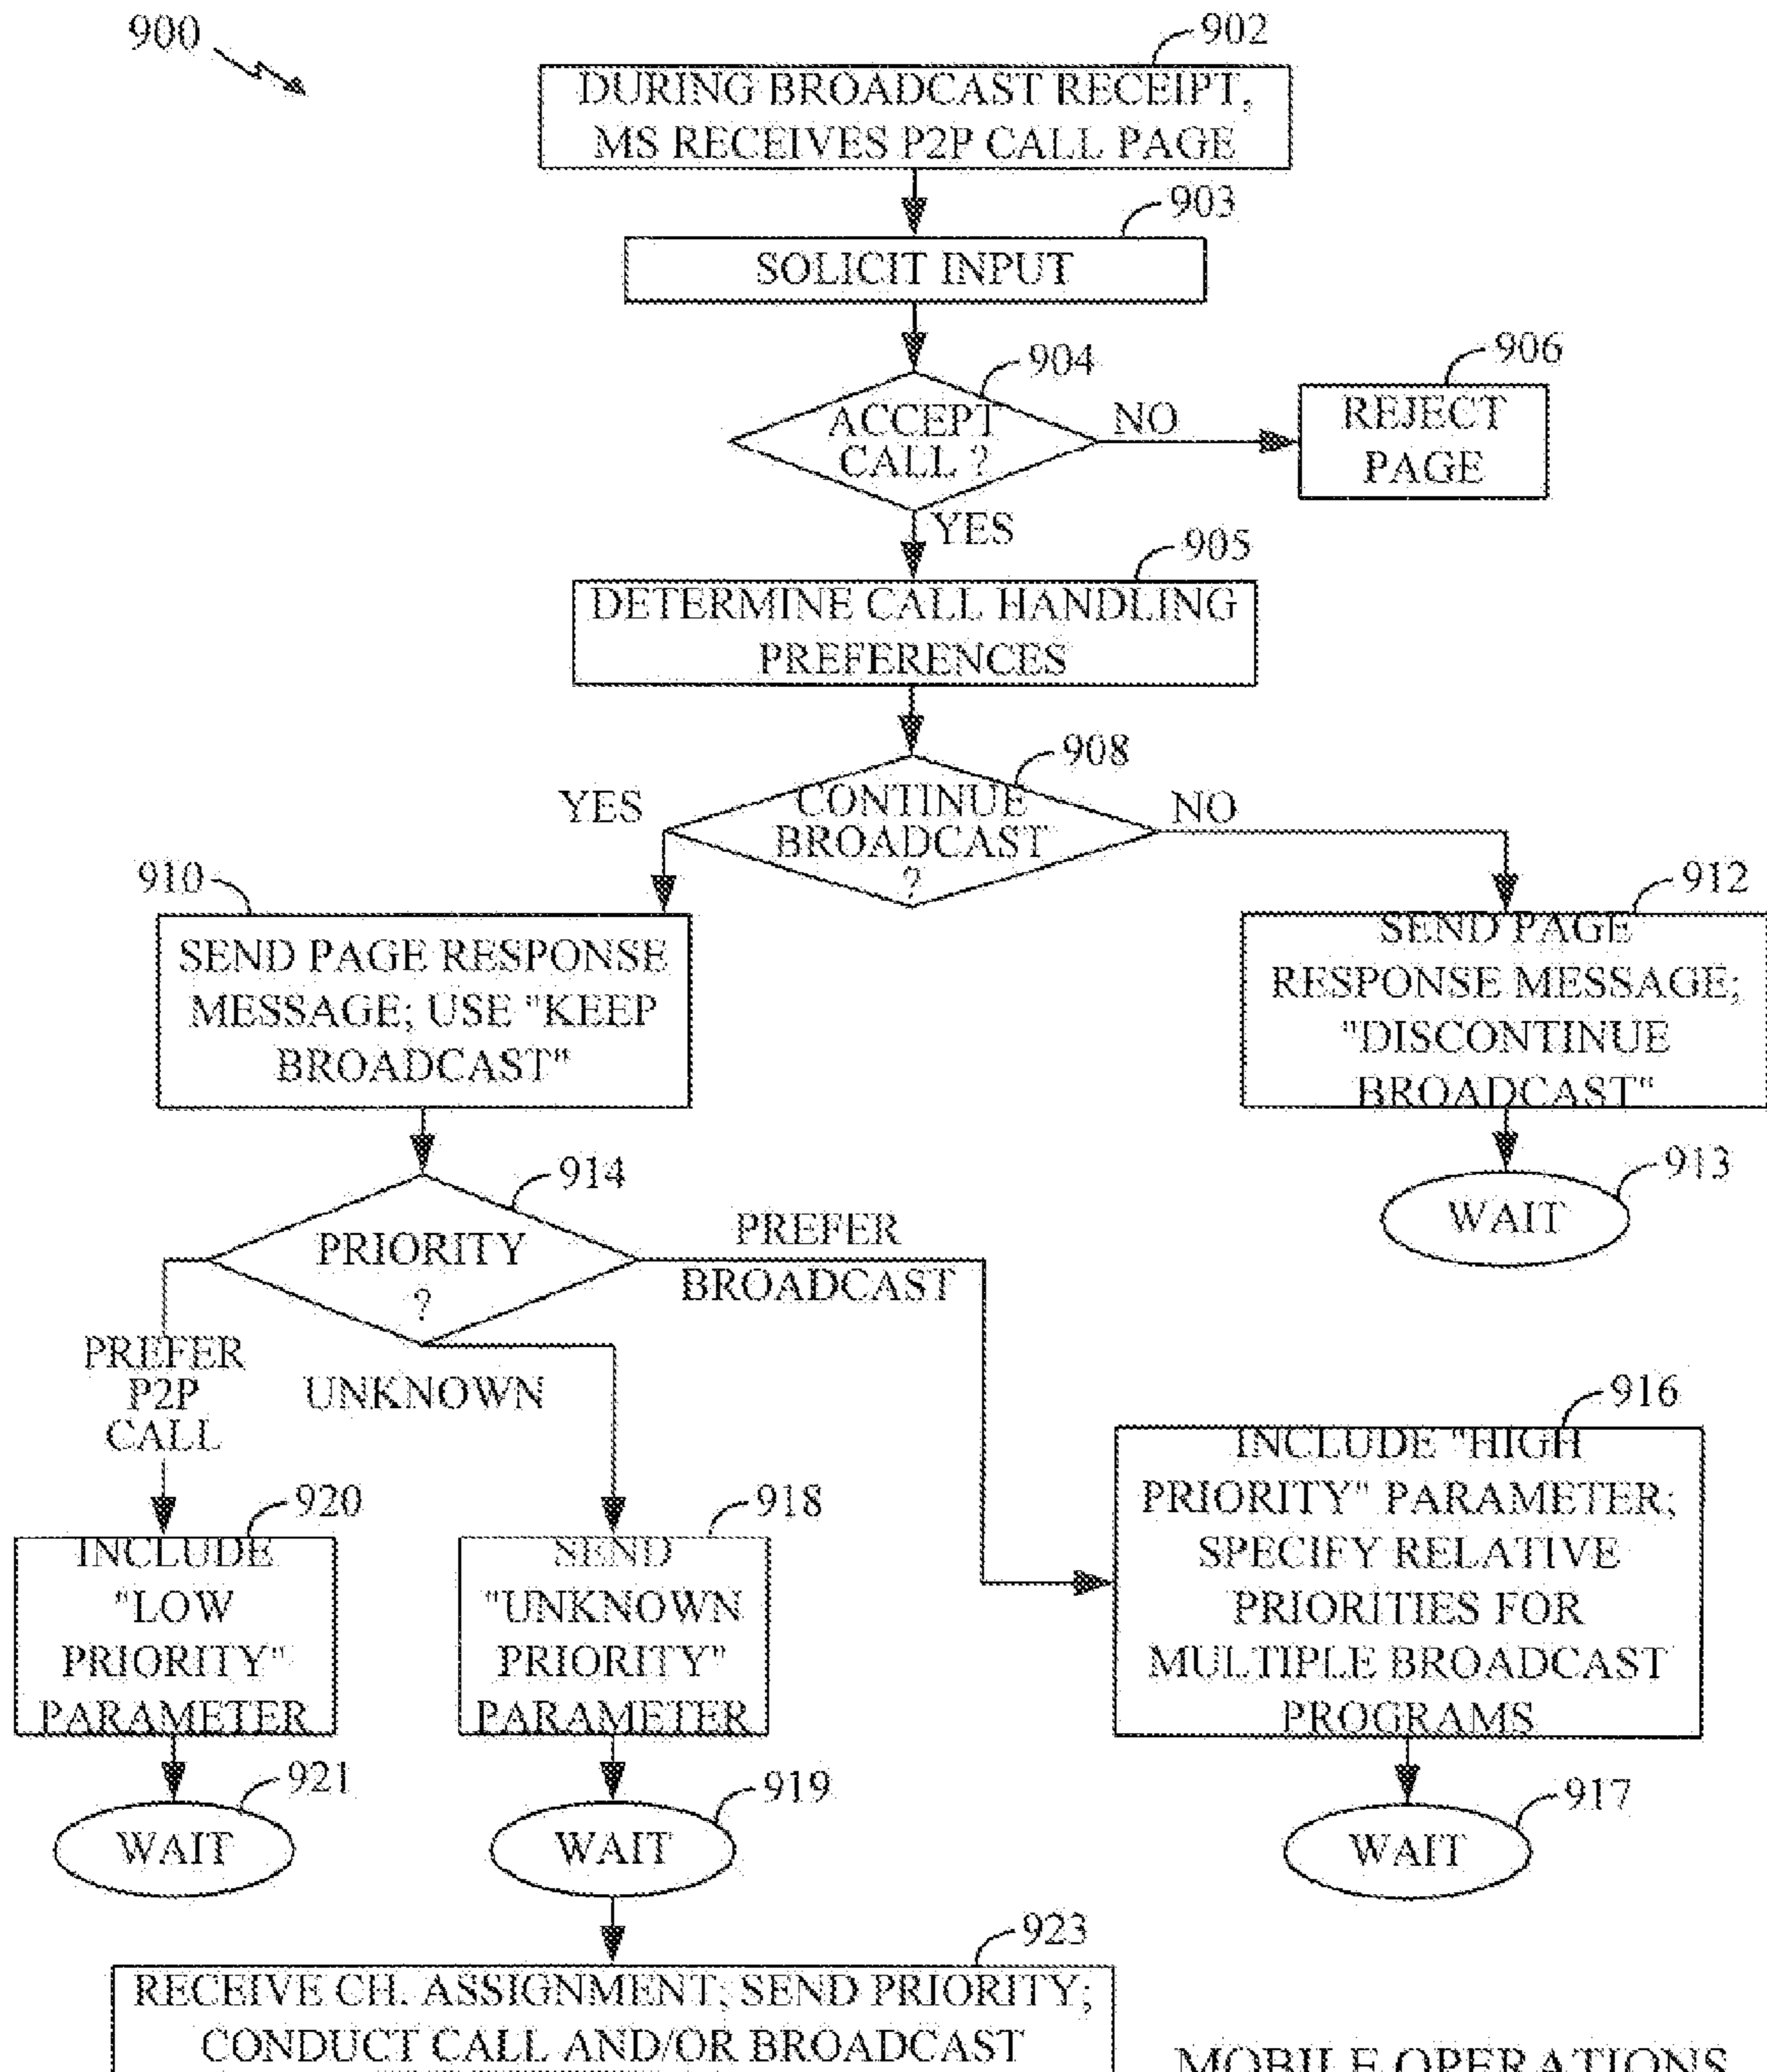 900
902
DURING BROADCAST RECEIPT,
MS RECEIVES P2P CALL PAGE
903
SOLICIT INPUT
904
ACCEPT
CALL ?
NO
906
REJECT
PAGE
YES
905
DETERMINE CALL HANDLING
PREFERENCES
908
CONTINUE
BROADCAST
?
YES
NO
910
SEND PAGE RESPONSE
MESSAGE; USE "KEEP
BROADCAST"
912
SEND PAGE
RESPONSE MESSAGE;
"DISCONTINUE
BROADCAST"
913
WAIT
914
PRIORITY
?
PREFER
BROADCAST
PREFER
P2P
CALL
UNKNOWN
916
INCLUDE "HIGH
PRIORITY" PARAMETER;
SPECIFY RELATIVE
PRIORITIES FOR
MULTIPLE BROADCAST
PROGRAMS
920
INCLUDE
"LOW
PRIORITY"
PARAMETER
918
SEND
"UNKNOWN
PRIORITY"
PARAMETER
921
WAIT
919
WAIT
917
WAIT
923
RECEIVE CH. ASSIGNMENT; SEND PRIORITY;
CONDUCT CALL AND/OR BROADCAST
MOBILE OPERATIONS